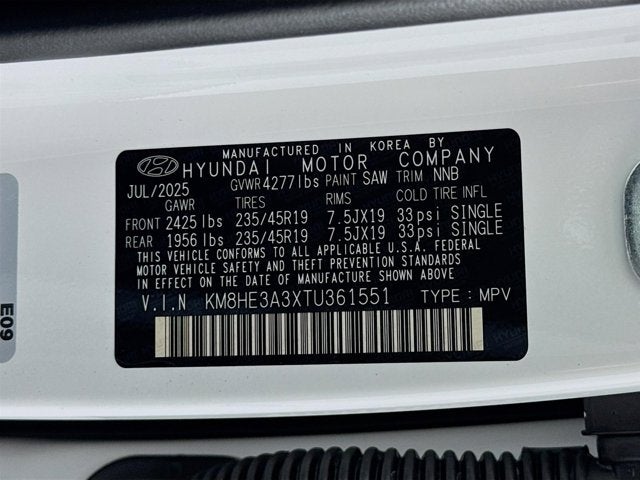 MANUFACTURED IN KOREA BY
HYUNDAI MOTOR COMPANY
JUL/2025 GVWR 4277lbs PAINT SAW TRIM NNB
GAWR TIRES RIMS COLD TIRE INFL
FRONT 2425lbs 235/45R19 7.5JX19 33psi SINGLE
REAR 1956lbs 235/45R19 7.5JX19 33psi SINGLE
THIS VEHICLE CONFORMS TO ALL APPLICABLE U.S.A. FEDERAL
MOTOR VEHICLE SAFETY, BUMPER, AND THEFT PREVENTION STANDARDS
IN EFFECT ON THE DATE OF MANUFACTURE SHOWN ABOVE.
V.I.N KM8HE3A3XTU361551 TYPE : MPV
E09